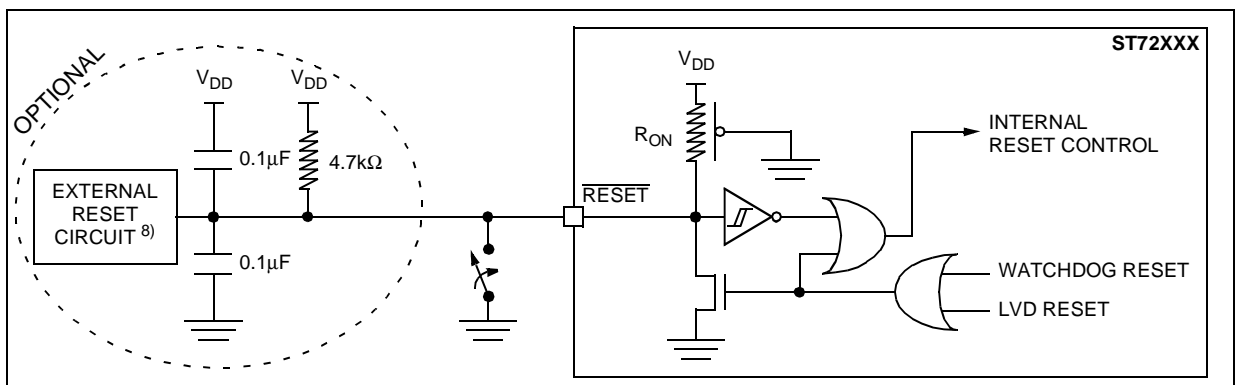 ST72XXX
OPTIONAL
V_DD
V_DD
V_DD
0.1μF
4.7kΩ
R_ON
INTERNAL
RESET CONTROL
EXTERNAL
RESET
CIRCUIT 8)
RESET
0.1μF
WATCHDOG RESET
LVD RESET